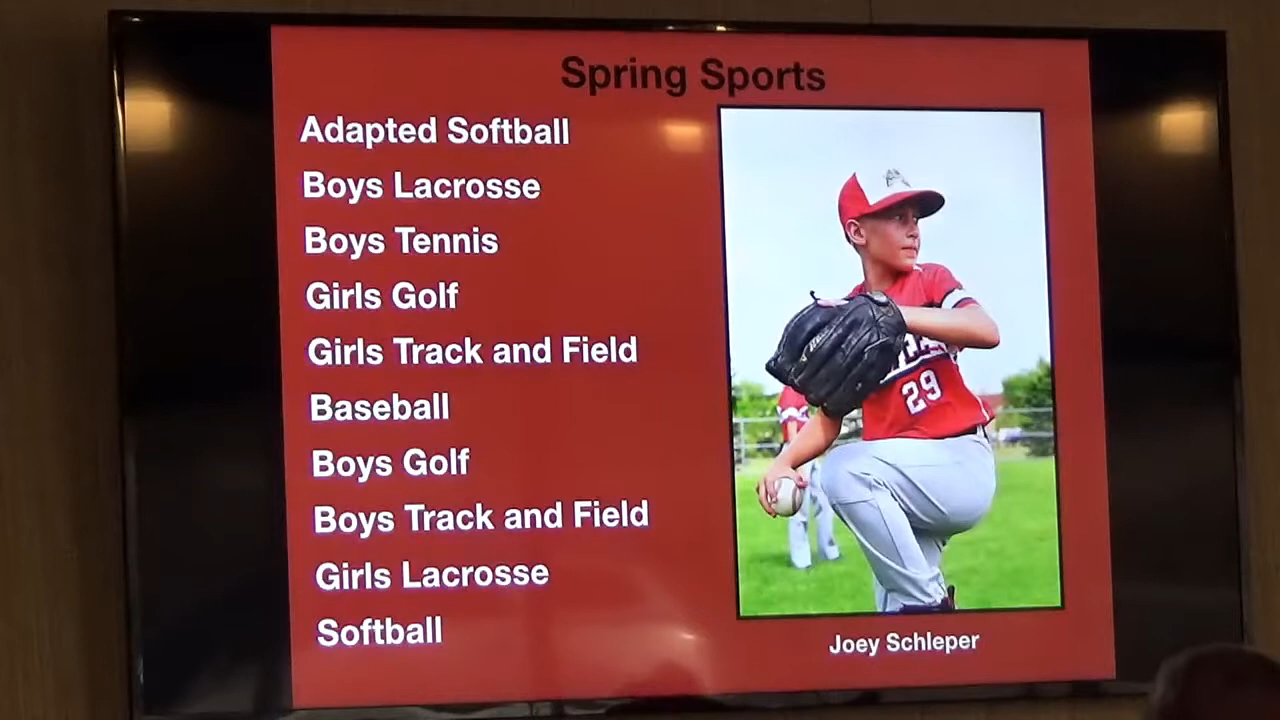 Spring Sports
Adapted Softball
Boys Lacrosse
Boys Tennis
Girls Golf
Girls Track and Field
Baseball
Boys Golf
Boys Track and Field
Girls Lacrosse
Softball
29
Joey Schleper